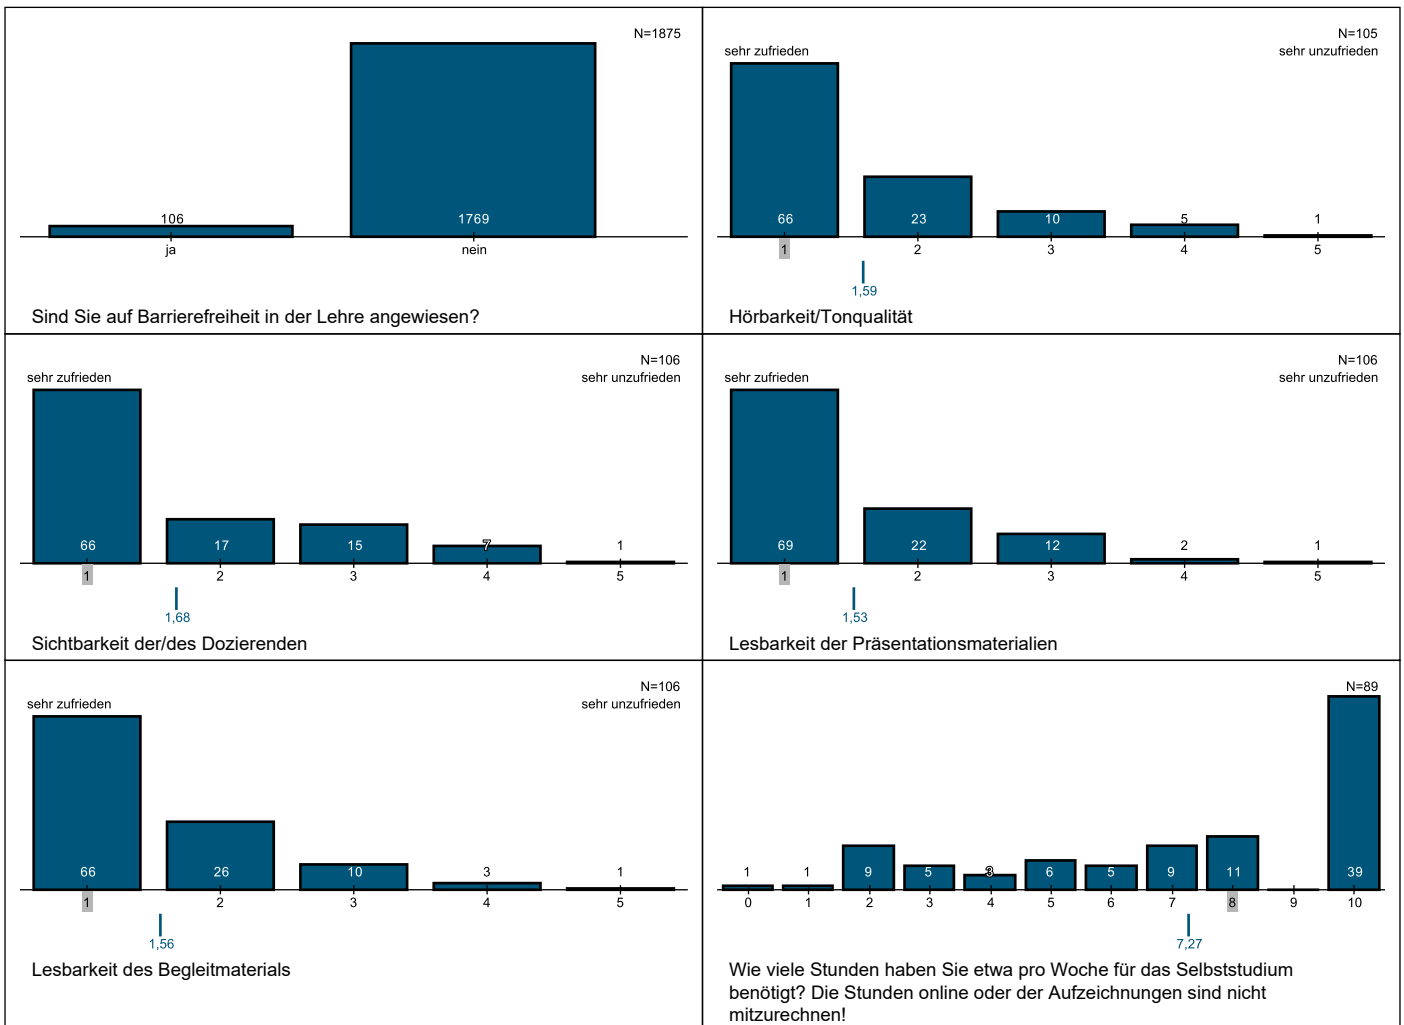 N=1875
106
1769
ja
nein
Sind Sie auf Barrierefreiheit in der Lehre angewiesen?
N=105
sehr zufrieden
sehr unzufrieden
66
23
10
5
1
1
2
3
4
5
1,59
Hörbarkeit/Tonqualität
N=106
sehr zufrieden
sehr unzufrieden
66
17
15
7
1
1
2
3
4
5
1,68
Sichtbarkeit der/des Dozierenden
N=106
sehr zufrieden
sehr unzufrieden
69
22
12
2
1
1
2
3
4
5
1,53
Lesbarkeit der Präsentationsmaterialien
N=106
sehr zufrieden
sehr unzufrieden
66
26
10
3
1
1
2
3
4
5
1,56
Lesbarkeit des Begleitmaterials
N=89
1
1
9
5
3
6
5
9
11
39
0
1
2
3
4
5
6
7
8
9
10
7,27
Wie viele Stunden haben Sie etwa pro Woche für das Selbststudium
benötigt? Die Stunden online oder der Aufzeichnungen sind nicht
mitzurechnen!